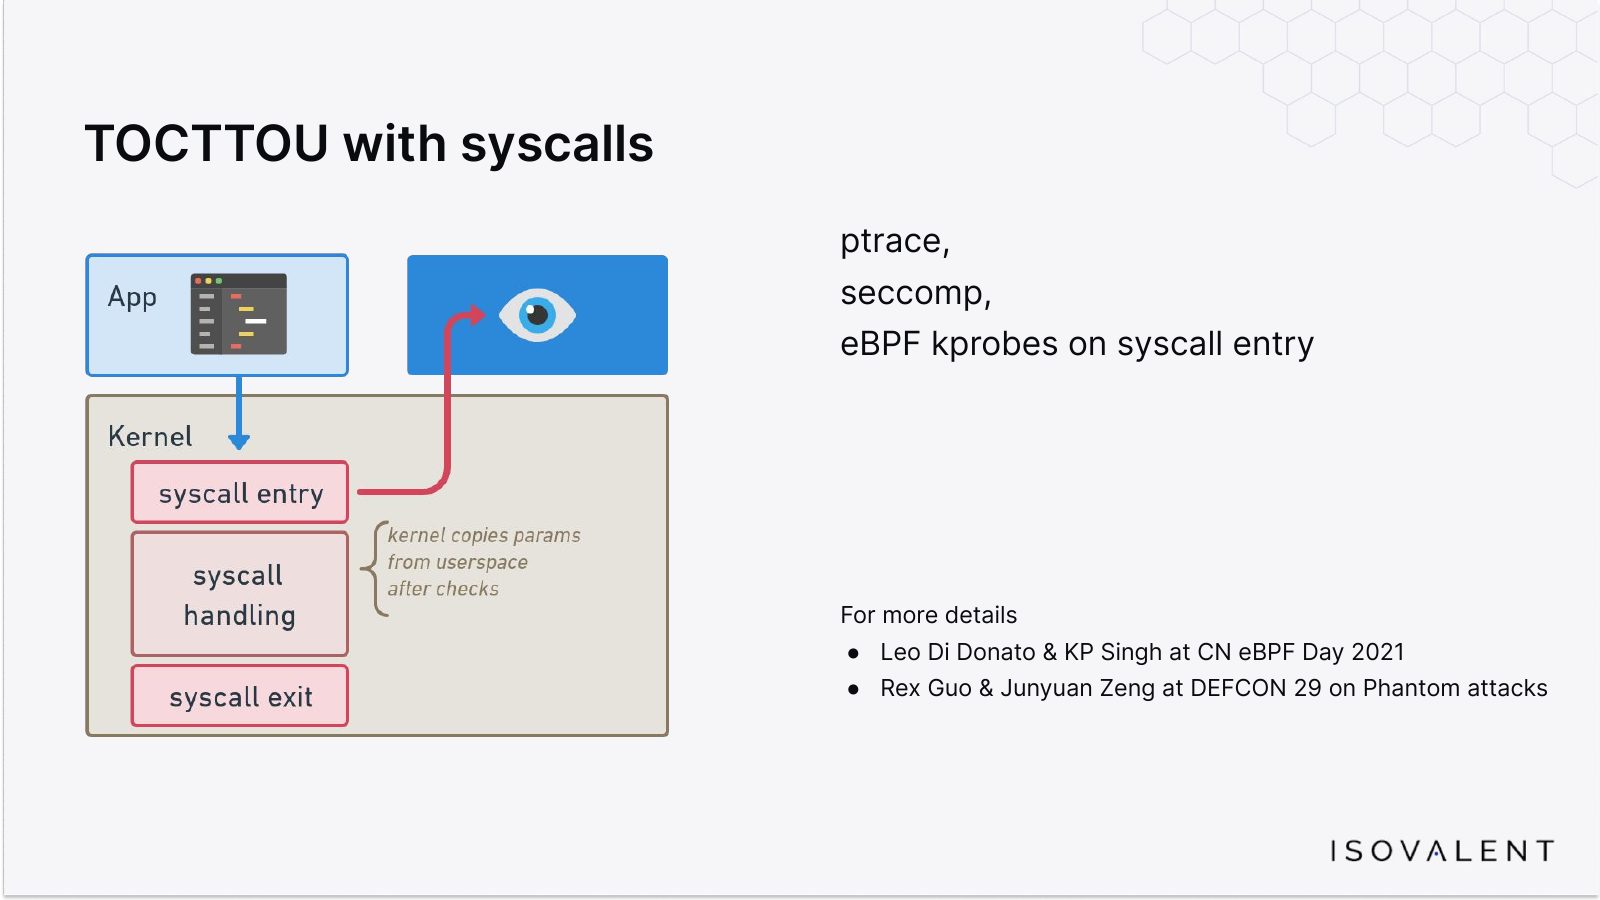 TOCTTOU with syscalls
App
Kernel
syscall entry
kernel copies params
from userspace
after checks
syscall
handling
syscall exit
ptrace,
seccomp,
eBPF kprobes on syscall entry
For more details
● Leo Di Donato & KP Singh at CN eBPF Day 2021
● Rex Guo & Junyuan Zeng at DEFCON 29 on Phantom attacks
ISOVALENT